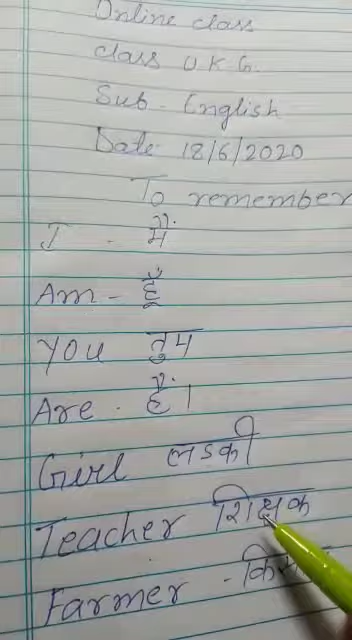 Online class
class U K G.
Sub - English
Date 18/6/2020
To remember
I - मैं
Am - हूँ
You तुम
Are - हैं।
Girl लडकी
Teacher शिक्षक
Farmer -